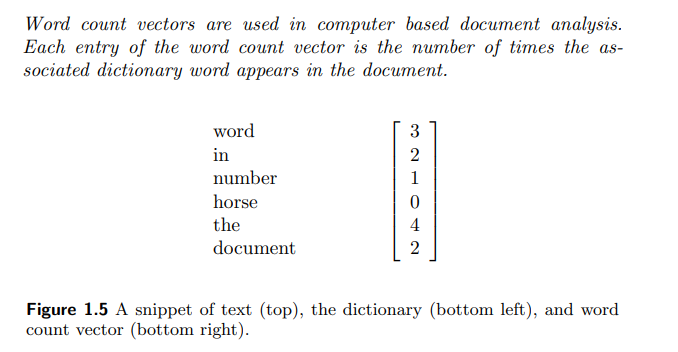 Word count vectors are used in computer based document analysis.
Each entry of the word count vector is the number of times the as-
sociated dictionary word appears in the document.
word 3
in 2
number 1
horse 0
the 4
document 2
Figure 1.5 A snippet of text (top), the dictionary (bottom left), and word
count vector (bottom right).